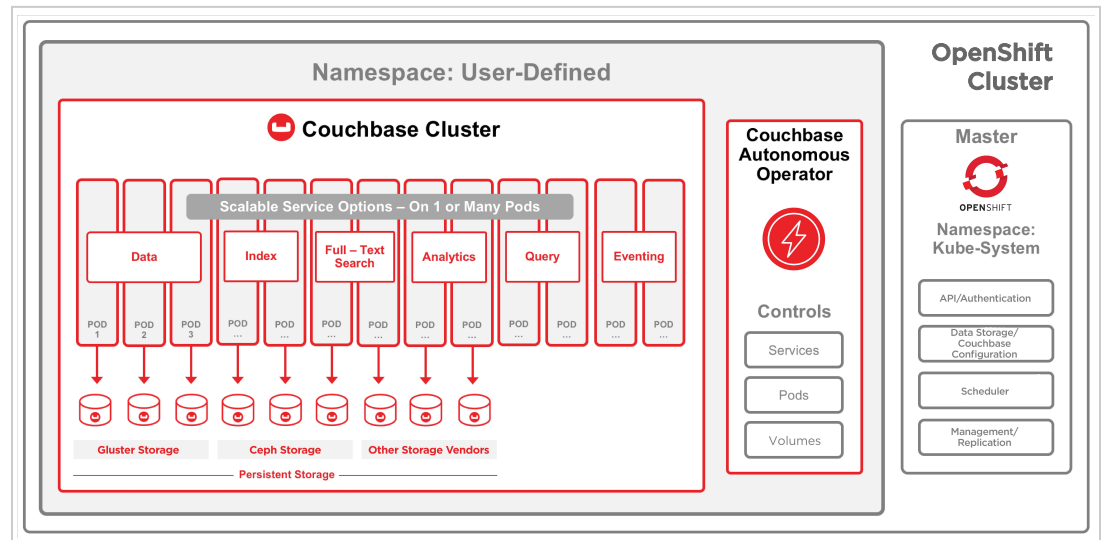 OpenShift
Cluster
Namespace: User-Defined
Couchbase Cluster
Scalable Service Options – On 1 or Many Pods
Data
Index
Full – Text
Search
Analytics
Query
Eventing
POD
1
POD
2
POD
3
POD
...
POD
...
POD
...
POD
...
POD
...
POD
...
POD
...
POD
...
POD
...
POD
...
Gluster Storage
Ceph Storage
Other Storage Vendors
Persistent Storage
Couchbase
Autonomous
Operator
Controls
Services
Pods
Volumes
Master
OPENSHIFT
Namespace:
Kube-System
API/Authentication
Data Storage/
Couchbase
Configuration
Scheduler
Management/
Replication